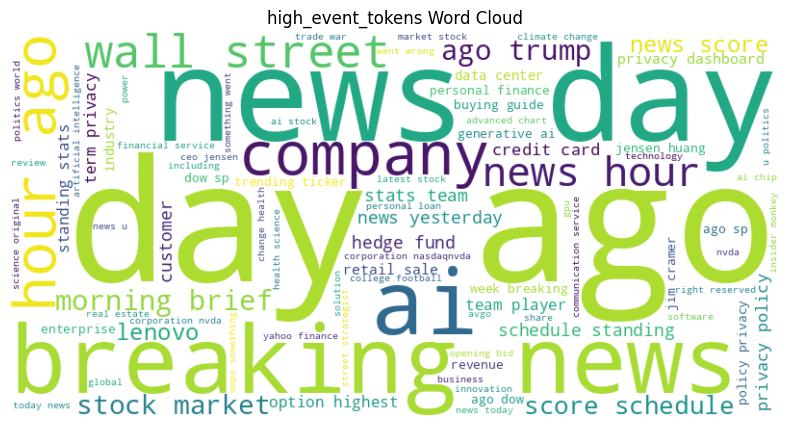 high_event_tokens Word Cloud
trade war
market stock
climate change
politics world
hour ago
wall street
went wrong
ago trump
news score
privacy dashboard
news day
data center
personal finance
buying guide
generative ai
advanced chart
ai stock
something went
power
artificial intelligence
term privacy
industry
standing stats
financial service
ceo jensen
company
credit card
jensen huang
technology
u politics
review
including
dow sp
trending ticker
news hour
ai chip
day ago
latest stock
stats team
personal loan
news yesterday
science original
news u
customer
change health
health science
hedge fund
corporation nasdaqnvda
retail sale
college football
gpu
communication service
ago sp
nvda
insider monkey
jim cramer
right reserved
morning brief
ai
solution
week breaking
team player
real estate
corporation nvda
avgo
share
software
enterprise
lenovo
oops something
yahoo finance
street strategist
schedule standing
policy privacy
privacy policy
breaking news
opening bid
revenue
business
global
innovation
today news
stock market
option highest
ago dow
news today
score schedule